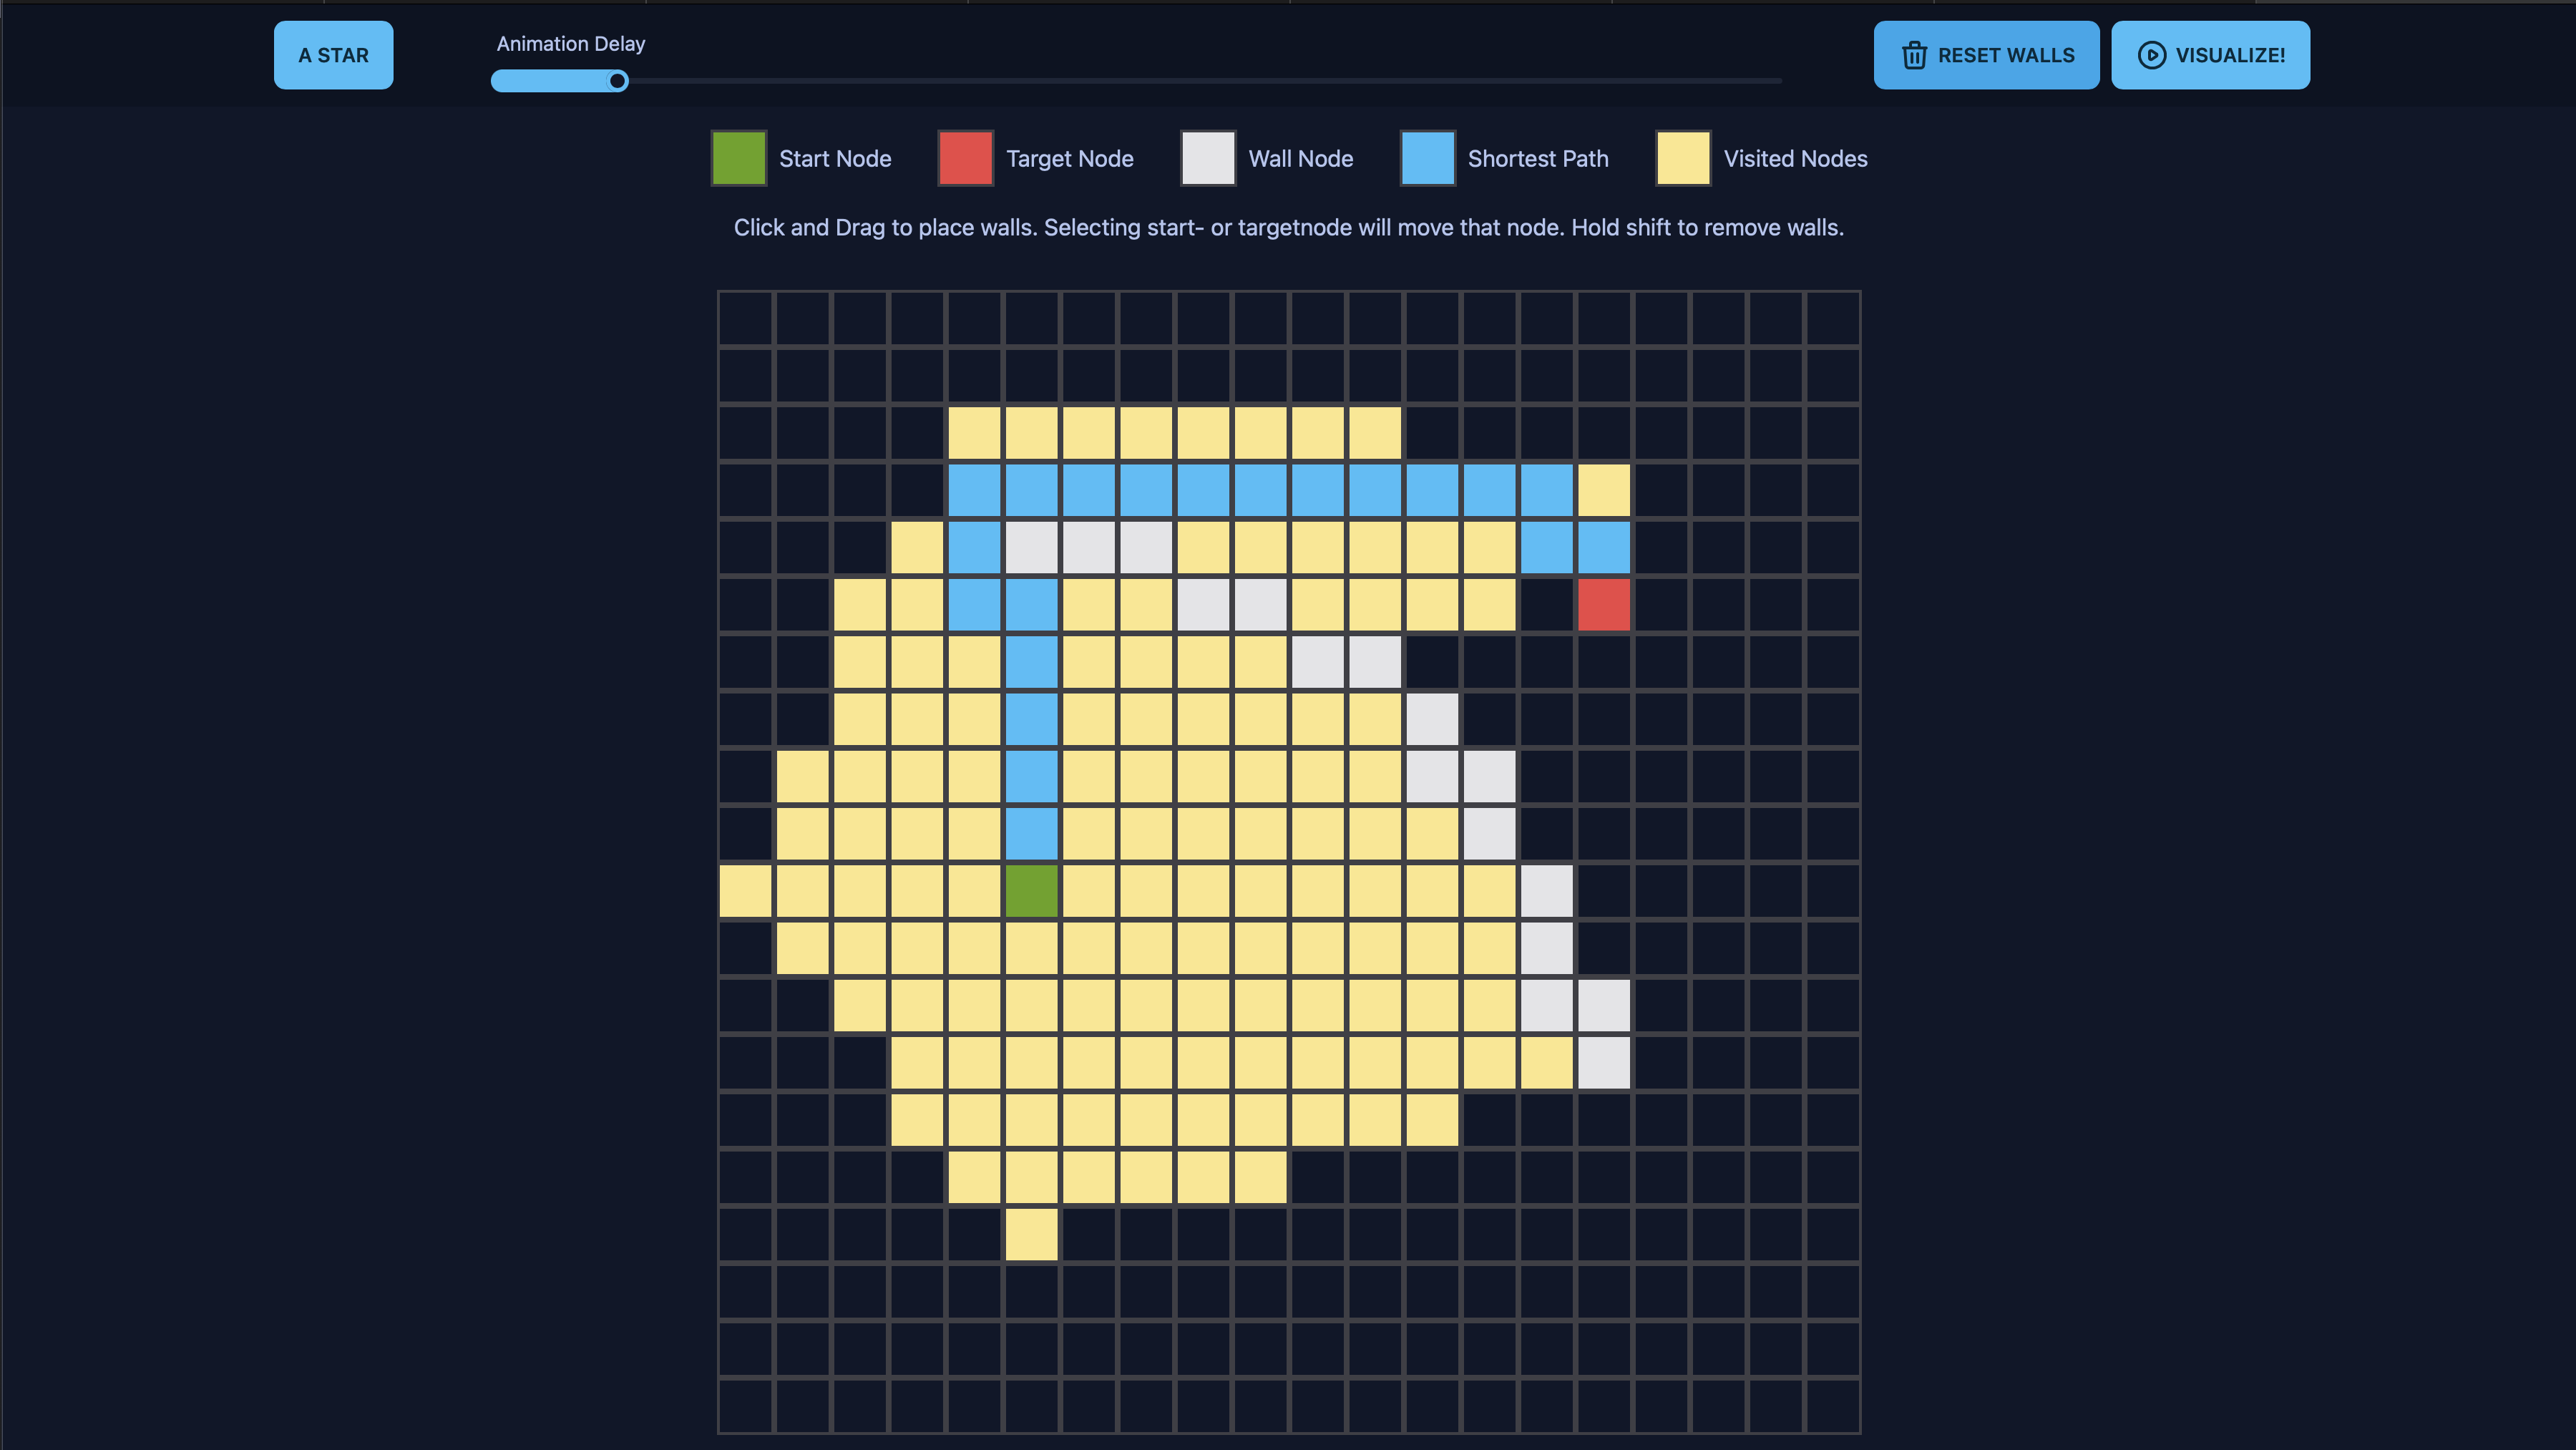 A STAR
Animation Delay
RESET WALLS
VISUALIZE!
Start Node
Target Node
Wall Node
Shortest Path
Visited Nodes
Click and Drag to place walls. Selecting start- or targetnode will move that node. Hold shift to remove walls.